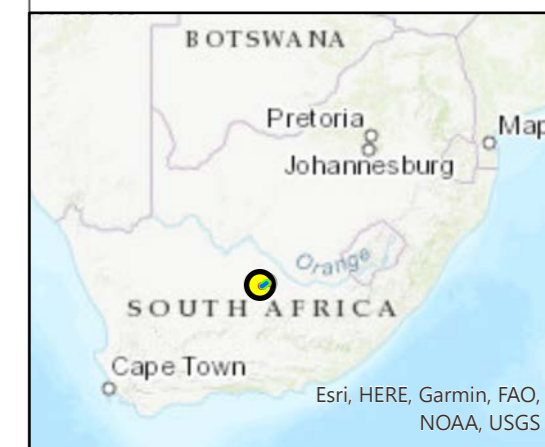 BOTSWANA
Pretoria
Map
Johannesburg
Orange
SOUTH AFRICA
Cape Town
Esri, HERE, Garmin, FAO,
NOAA, USGS